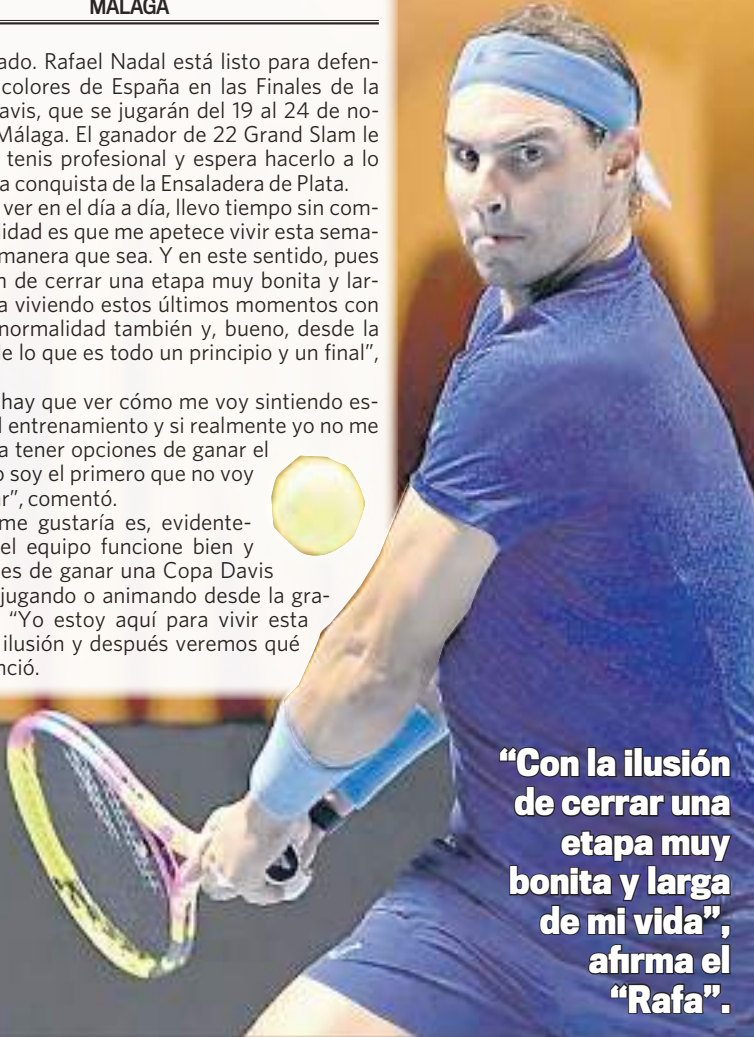 MÁLAGA
ado. Rafael Nadal está listo para defen-
colores de España en las Finales de la
avis, que se jugarán del 19 al 24 de no-
Málaga. El ganador de 22 Grand Slam le
tenis profesional y espera hacerlo a lo
a conquista de la Ensaladera de Plata.
ver en el día a día, llevo tiempo sin com-
lidad es que me apetece vivir esta sema-
manera que sea. Y en este sentido, pues
n de cerrar una etapa muy bonita y lar-
a viviendo estos últimos momentos con
normalidad también y, bueno, desde la
de lo que es todo un principio y un final”,
hay que ver cómo me voy sintiendo es-
l entrenamiento y si realmente yo no me
a tener opciones de ganar el
o soy el primero que no voy
ar”, comentó.
me gustaría es, evidente-
el equipo funcione bien y
es de ganar una Copa Davis
jugando o animando desde la gra-
“Yo estoy aquí para vivir esta
ilusión y después veremos qué
nció.
“Con la ilusión
de cerrar una
etapa muy
bonita y larga
de mi vida”,
afirma el
“Rafa”.